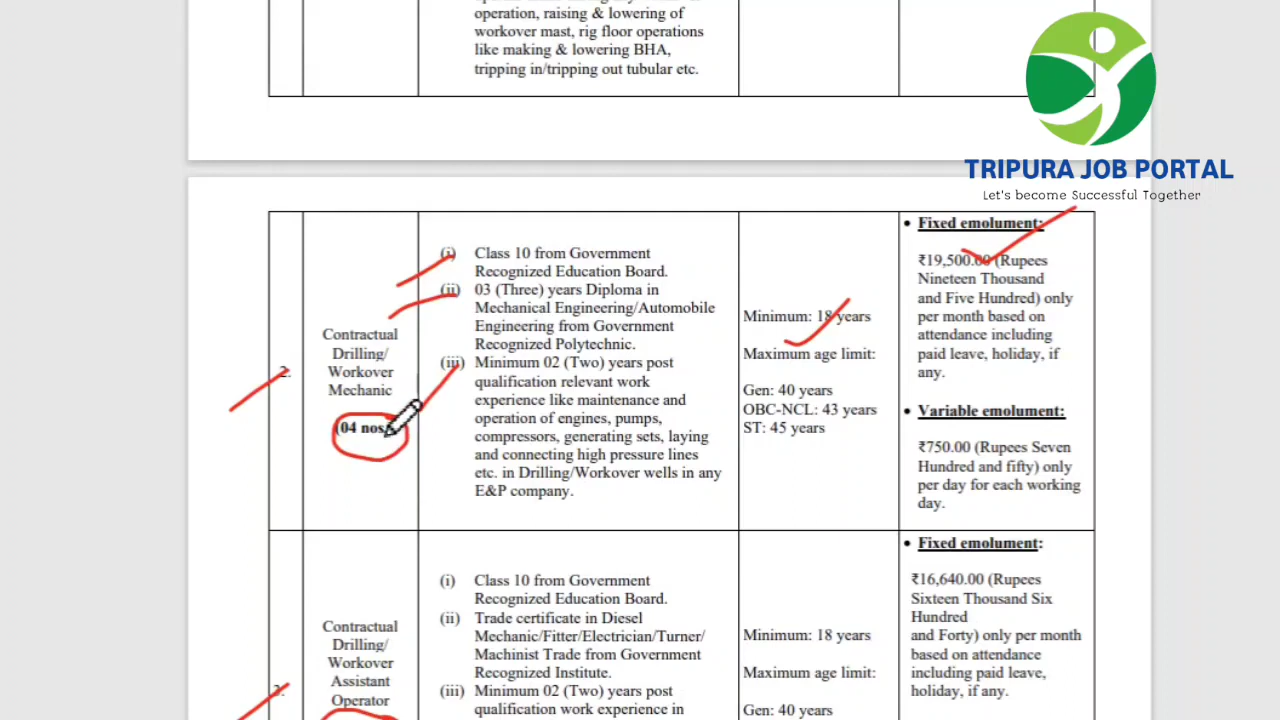 operation, raising & lowering of
workover mast, rig floor operations
like making & lowering BHA,
tripping in/tripping out tubular etc.
TRIPURA JOB PORTAL
Let's become Successful Together
2.
Contractual
Drilling/
Workover
Mechanic
(04 nos)
(i) Class 10 from Government
Recognized Education Board.
(ii) 03 (Three) years Diploma in
Mechanical Engineering/Automobile
Engineering from Government
Recognized Polytechnic.
(iii) Minimum 02 (Two) years post
qualification relevant work
experience like maintenance and
operation of engines, pumps,
compressors, generating sets, laying
and connecting high pressure lines
etc. in Drilling/Workover wells in any
E&P company.
Minimum: 18 years
Maximum age limit:
Gen: 40 years
OBC-NCL: 43 years
ST: 45 years
• Fixed emolument:
₹19,500.00 (Rupees
Nineteen Thousand
and Five Hundred) only
per month based on
attendance including
paid leave, holiday, if
any.
• Variable emolument:
₹750.00 (Rupees Seven
Hundred and fifty) only
per day for each working
day.
3.
Contractual
Drilling/
Workover
Assistant
Operator
(i) Class 10 from Government
Recognized Education Board.
(ii) Trade certificate in Diesel
Mechanic/Fitter/Electrician/Turner/
Machinist Trade from Government
Recognized Institute.
(iii) Minimum 02 (Two) years post
qualification work experience in
Minimum: 18 years
Maximum age limit:
Gen: 40 years
• Fixed emolument:
₹16,640.00 (Rupees
Sixteen Thousand Six
Hundred
and Forty) only per month
based on attendance
including paid leave,
holiday, if any.